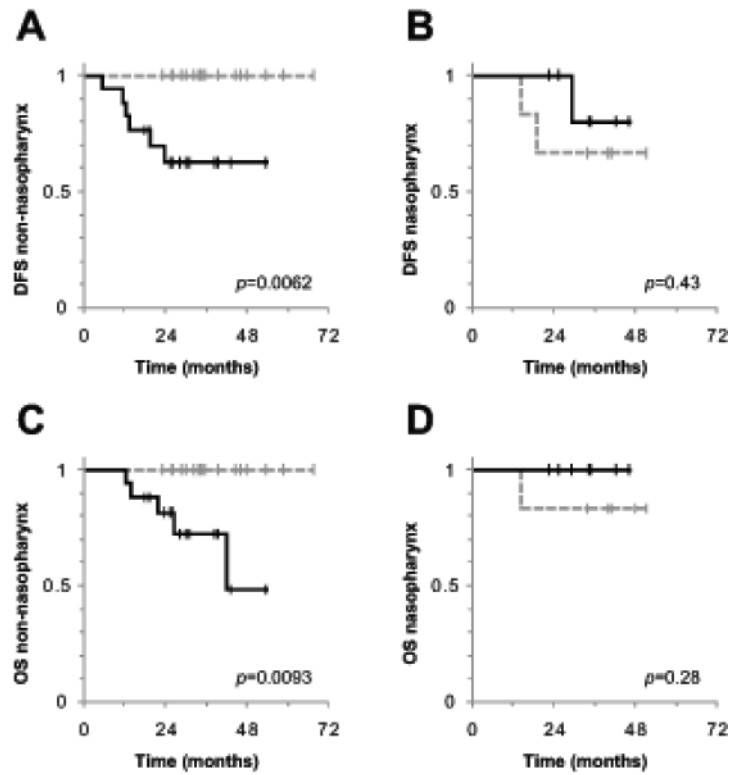 A
DFS non-nasopharynx
1
0.5
0
p=0.0062
0 24 48 72
Time (months)
B
DFS nasopharynx
1
0.5
0
p=0.43
0 24 48 72
Time (months)
C
OS non-nasopharynx
1
0.5
0
p=0.0093
0 24 48 72
Time (months)
D
OS nasopharynx
1
0.5
0
p=0.28
0 24 48 72
Time (months)